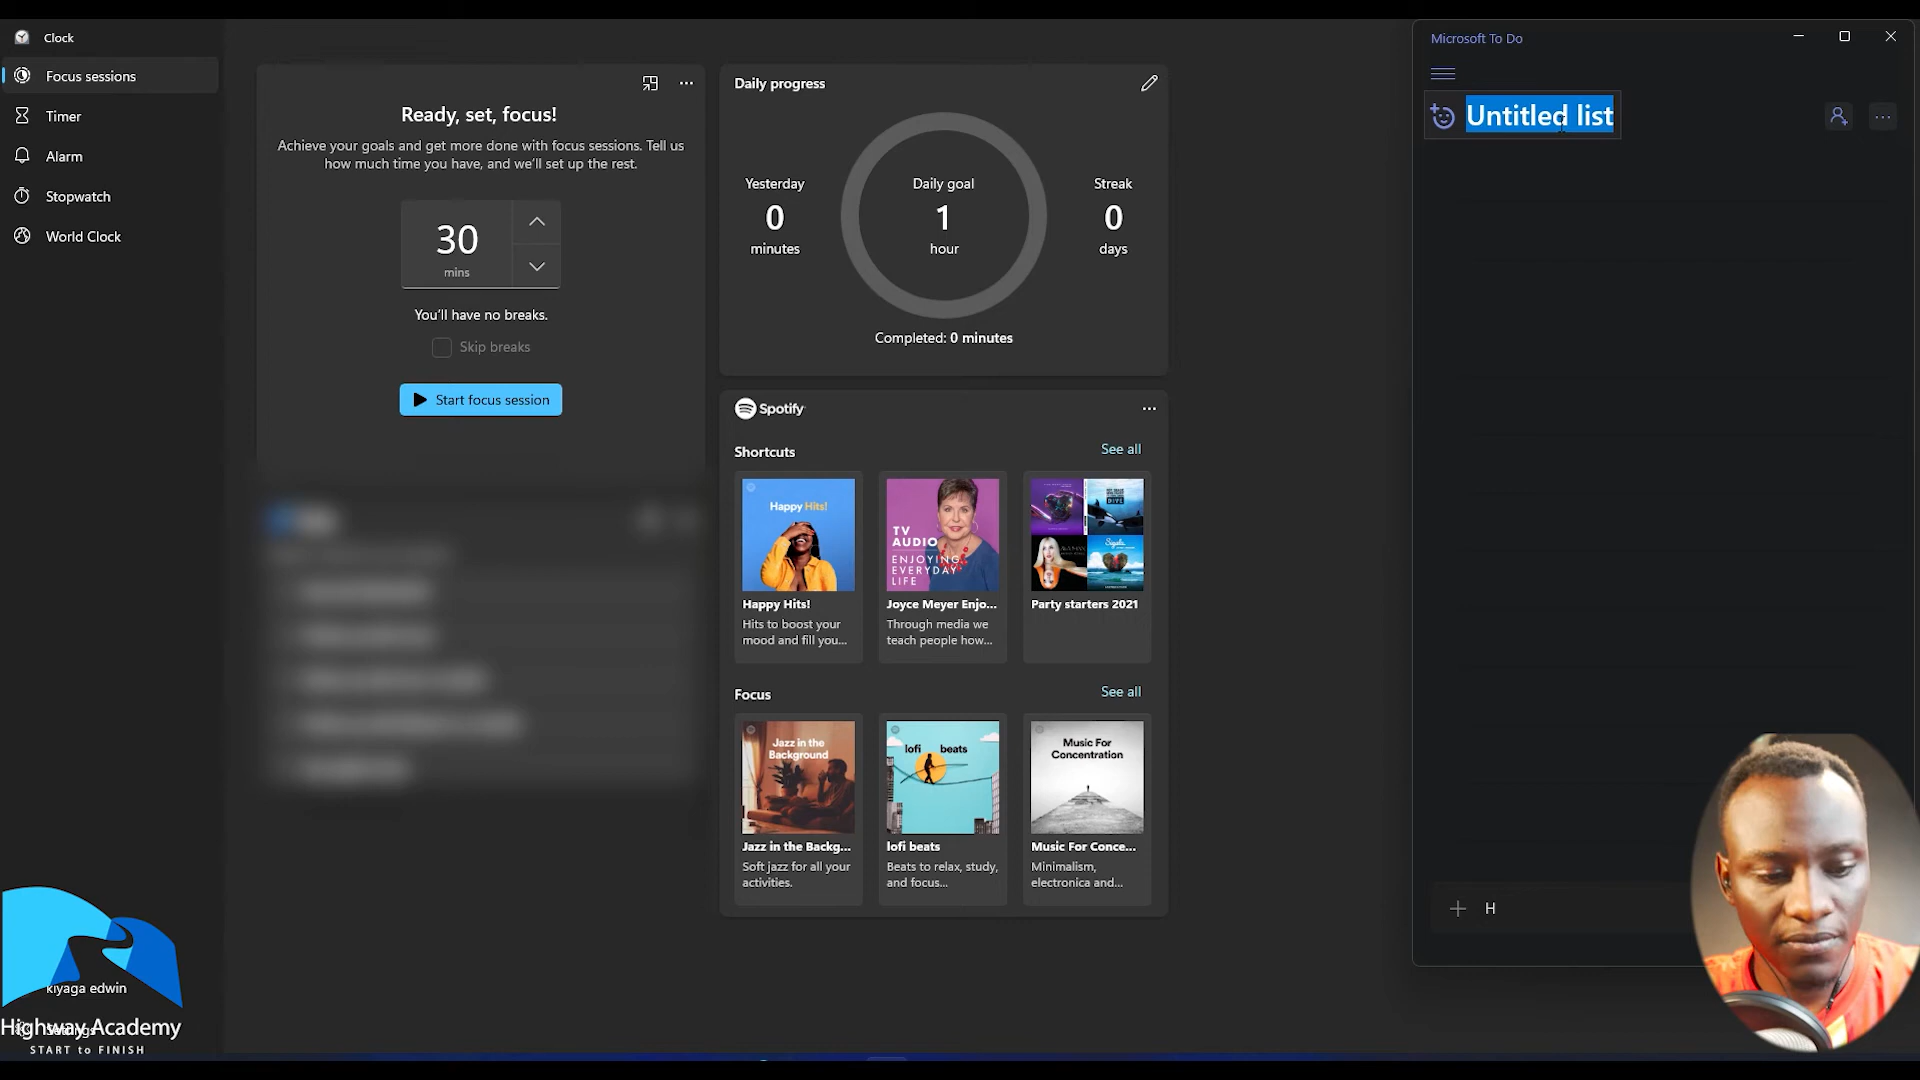 Clock
Focus sessions
Timer
Alarm
Stopwatch
World Clock
kiyaga edwin
Highway Academy
START to FINISH
Ready, set, focus!
Achieve your goals and get more done with focus sessions. Tell us
how much time you have, and we'll set up the rest.
30
mins
You'll have no breaks.
Skip breaks
Start focus session
Daily progress
Yesterday
0
minutes
Daily goal
1
hour
Streak
0
days
Completed: 0 minutes
Spotify
Shortcuts
See all
Happy Hits!
TV
AUDIO
ENJOYING
EVERYDAY
LIFE
Happy Hits!
Hits to boost your
mood and fill you...
Joyce Meyer Enjo...
Through media we
teach people how...
Party starters 2021
Focus
See all
Jazz in the
Background
lofi beats
Music For
Concentration
Jazz in the Backg...
Soft jazz for all your
activities.
lofi beats
Beats to relax, study,
and focus...
Music For Conce...
Minimalism,
electronica and...
Microsoft To Do
Untitled list
H